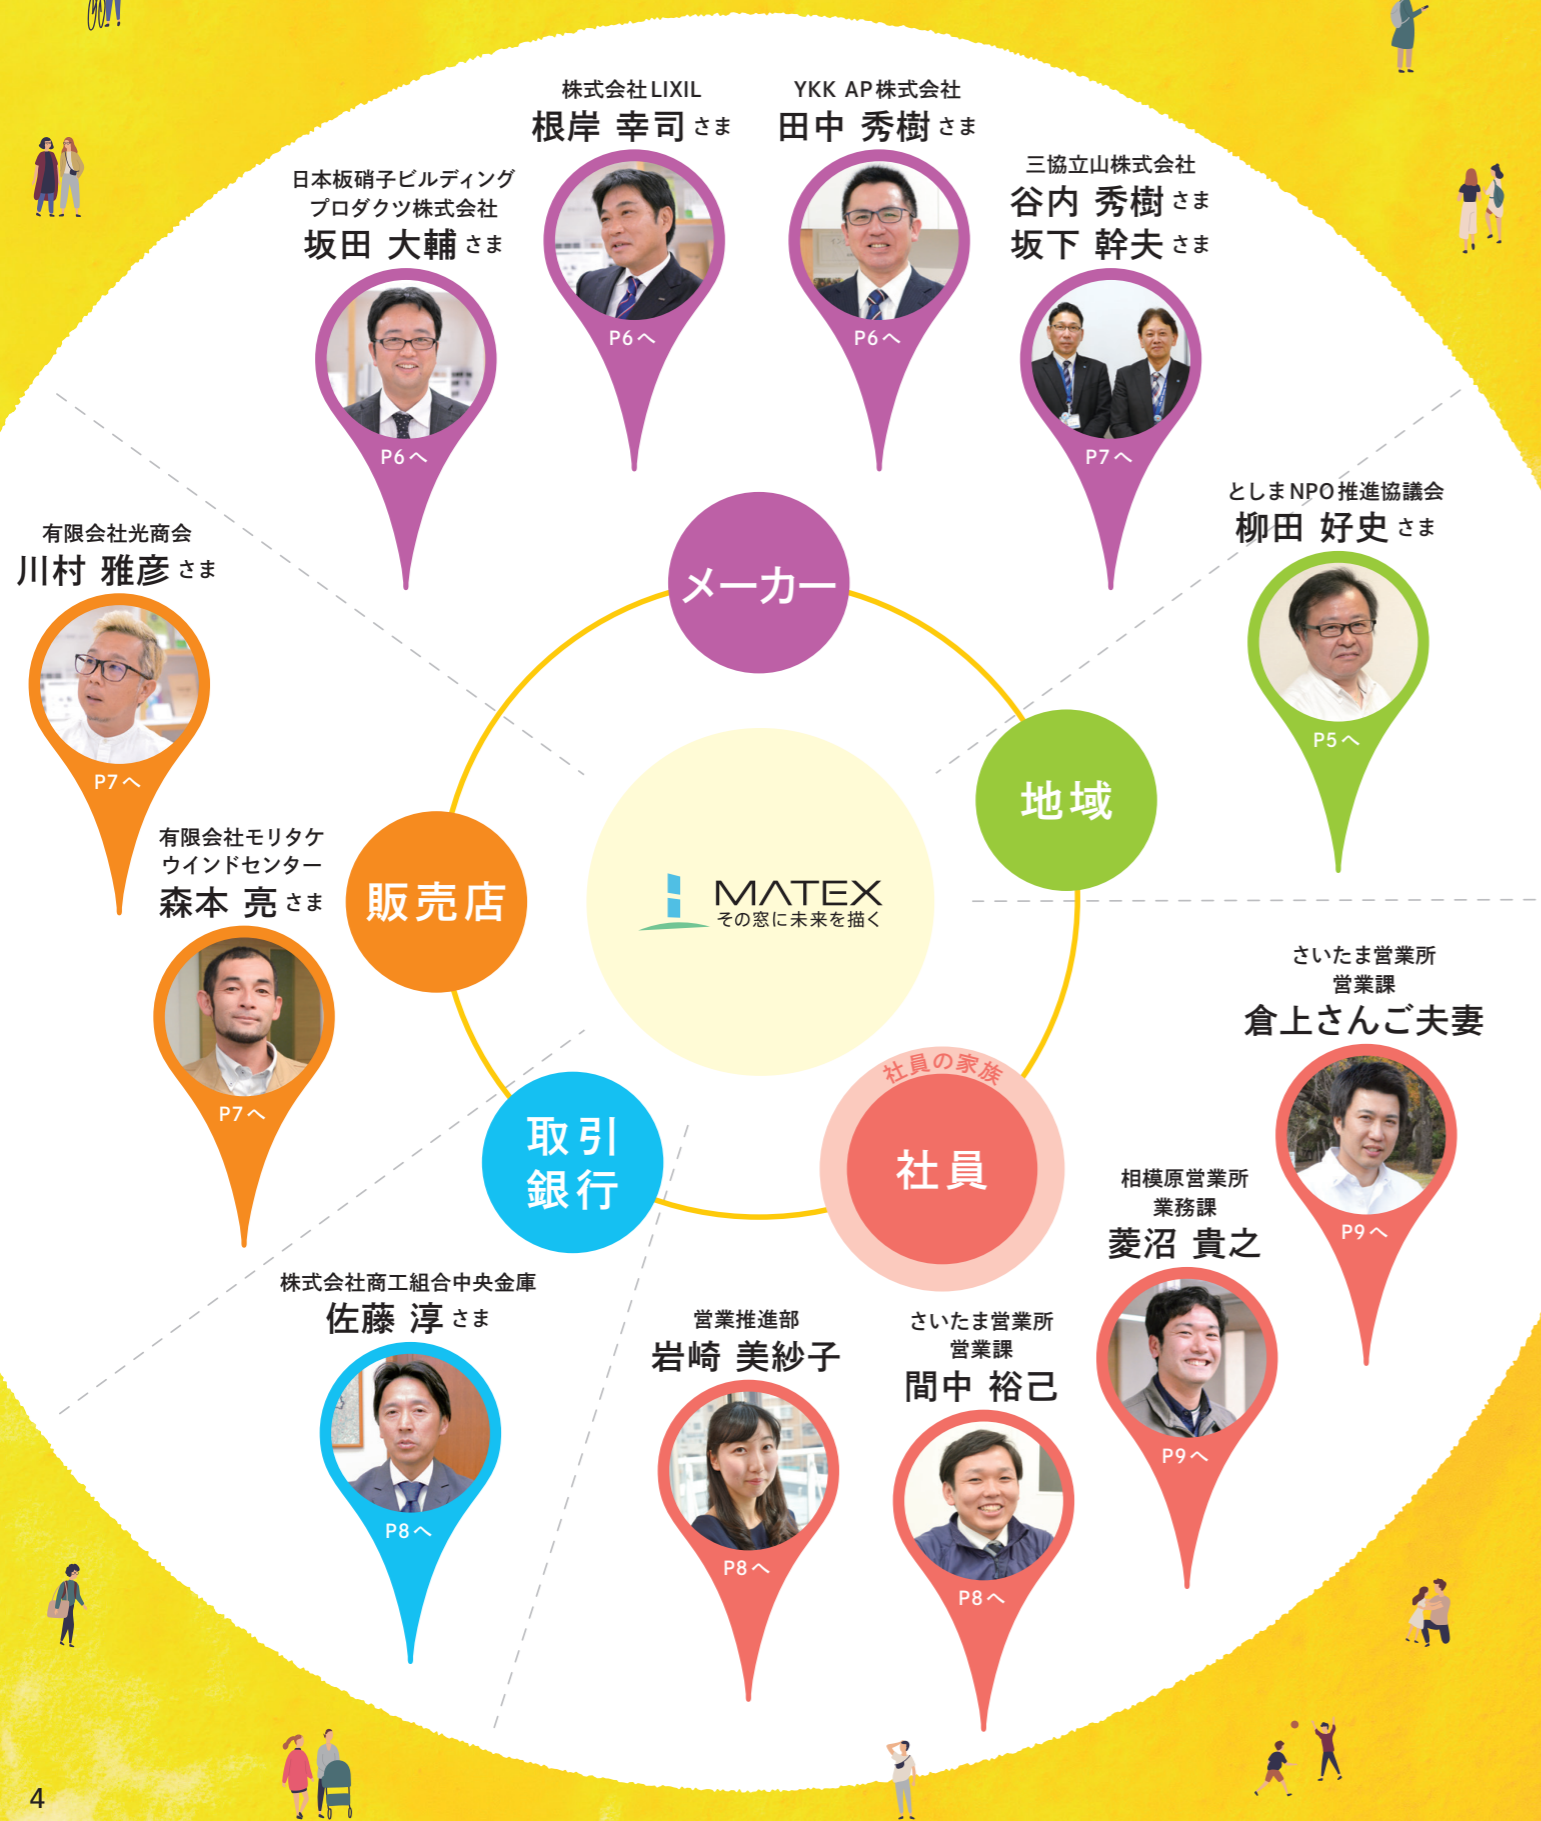 株式会社LIXIL
根岸 幸司さま
P6へ
YKK AP株式会社
田中 秀樹さま
P6へ
日本板硝子ビルディング
プロダクツ株式会社
坂田 大輔さま
P6へ
三協立山株式会社
谷内 秀樹さま
坂下 幹夫さま
P7へ
メーカー
としまNPO推進協議会
柳田 好史さま
P5へ
地域
有限会社光商会
川村 雅彦さま
P7へ
有限会社モリタケ
ウインドセンター
森本 亮さま
P7へ
販売店
MATEX
その窓に未来を描く
取引
銀行
株式会社商工組合中央金庫
佐藤 淳さま
P8へ
社員の家族
社員
さいたま営業所
営業課
倉上さんご夫妻
P9へ
相模原営業所
業務課
菱沼 貴之
P9へ
営業推進部
岩崎 美紗子
P8へ
さいたま営業所
営業課
間中 裕己
P8へ
4